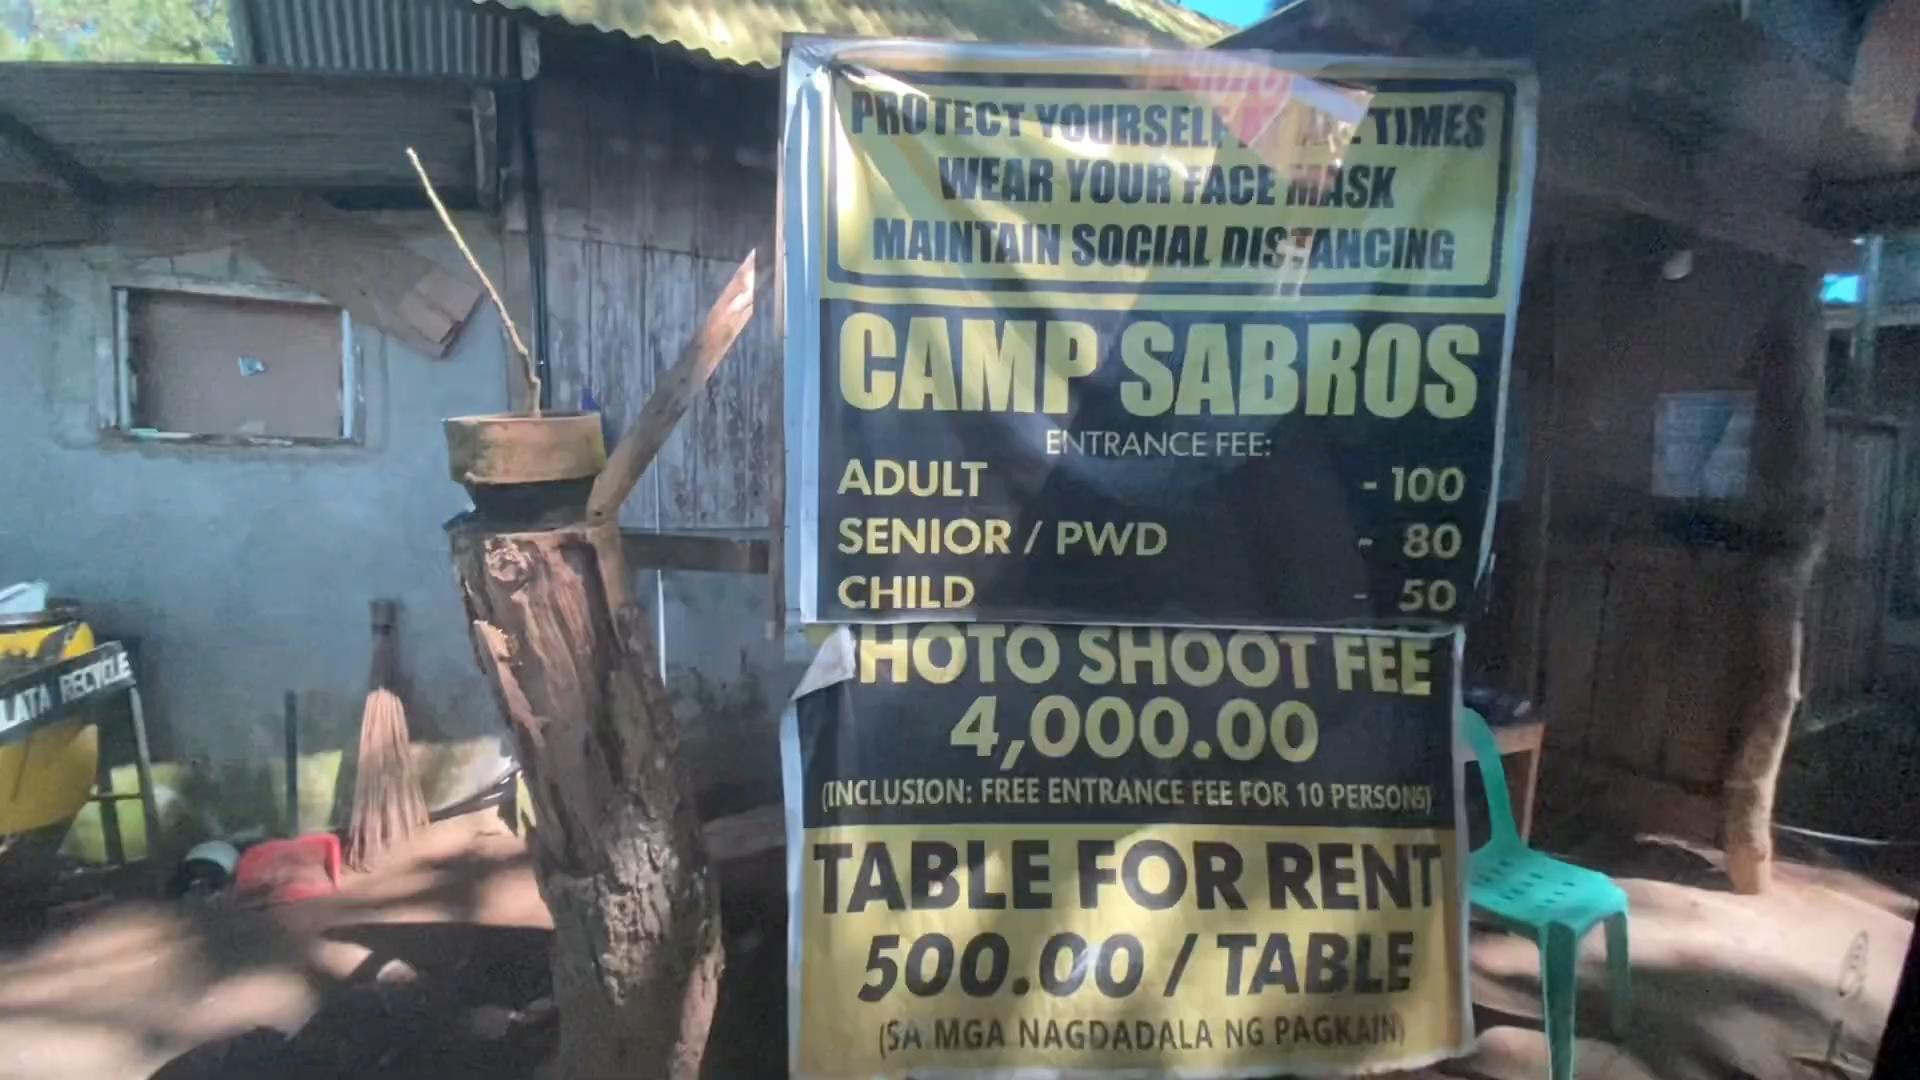 PROTECT YOURSELF TIMES
WEAR YOUR FACE MASK
MAINTAIN SOCIAL DISTANCING
CAMP SABROS
ENTRANCE FEE:
ADULT - 100
SENIOR / PWD - 80
CHILD - 50
HOTO SHOOT FEE
4,000.00
(INCLUSION: FREE ENTRANCE FEE FOR 10 PERSONS)
TABLE FOR RENT
500.00 / TABLE
(SA MGA NAGDADALA NG PAGKAIN)
LATA RECYCLE